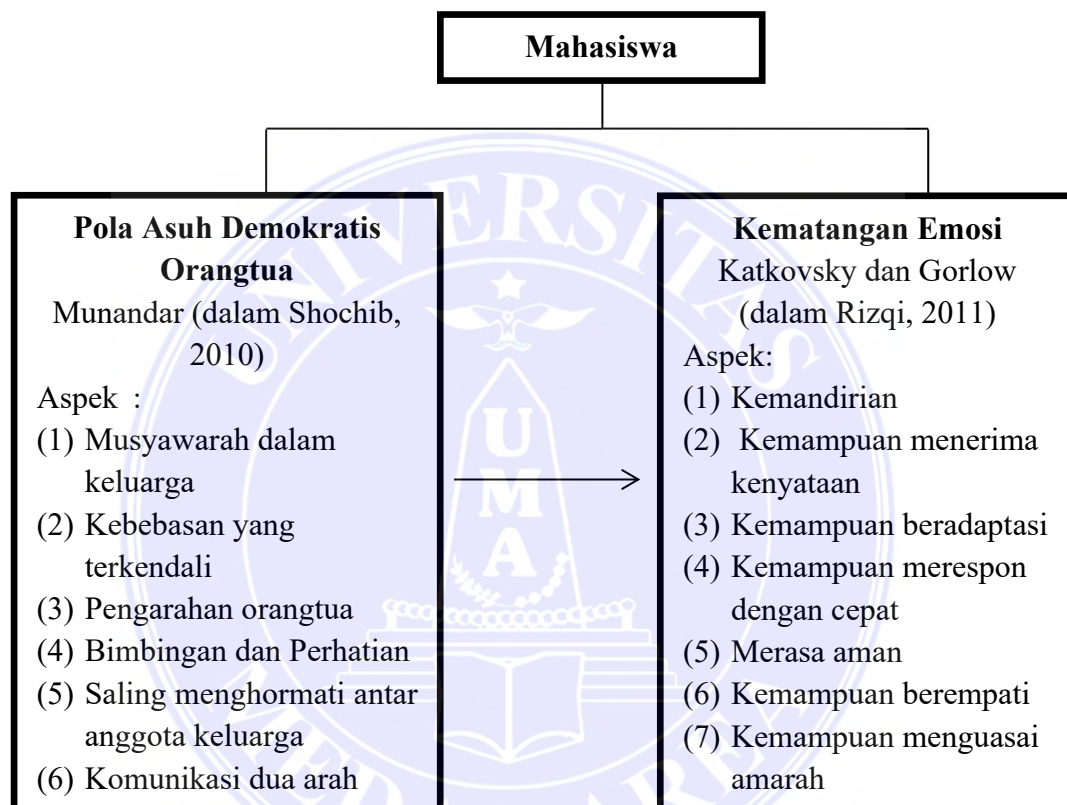 Mahasiswa
Pola Asuh Demokratis
Orangtua
Munandar (dalam Shochib,
2010)
Aspek :
(1) Musyawarah dalam
keluarga
(2) Kebebasan yang
terkendali
(3) Pengarahan orangtua
(4) Bimbingan dan Perhatian
(5) Saling menghormati antar
anggota keluarga
(6) Komunikasi dua arah
Kematangan Emosi
Katkovsky dan Gorlow
(dalam Rizqi, 2011)
Aspek:
(1) Kemandirian
(2) Kemampuan menerima
kenyataan
(3) Kemampuan beradaptasi
(4) Kemampuan merespon
dengan cepat
(5) Merasa aman
(6) Kemampuan berempati
(7) Kemampuan menguasai
amarah
UNIVERSITAS
UMA